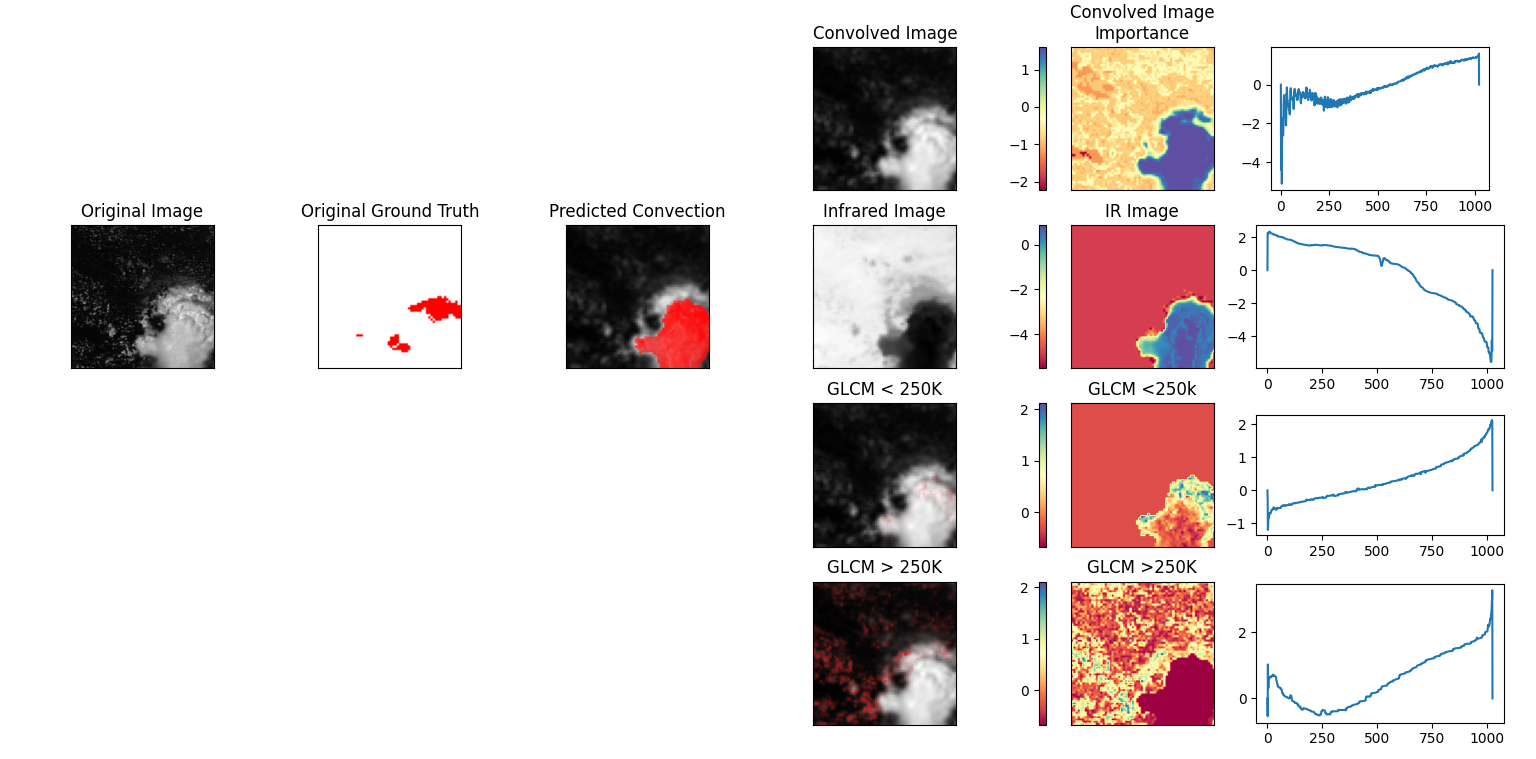 Original Image
Original Ground Truth
Predicted Convection
Convolved Image
1
0
−1
−2
Convolved Image
Importance
0
−2
−4
0 250 500 750 1000
Infrared Image
0
−2
−4
IR Image
2
0
−2
−4
0 250 500 750 1000
GLCM < 250K
2
1
0
GLCM <250k
2
1
0
−1
0 250 500 750 1000
GLCM > 250K
2
1
0
GLCM >250K
2
0
0 250 500 750 1000